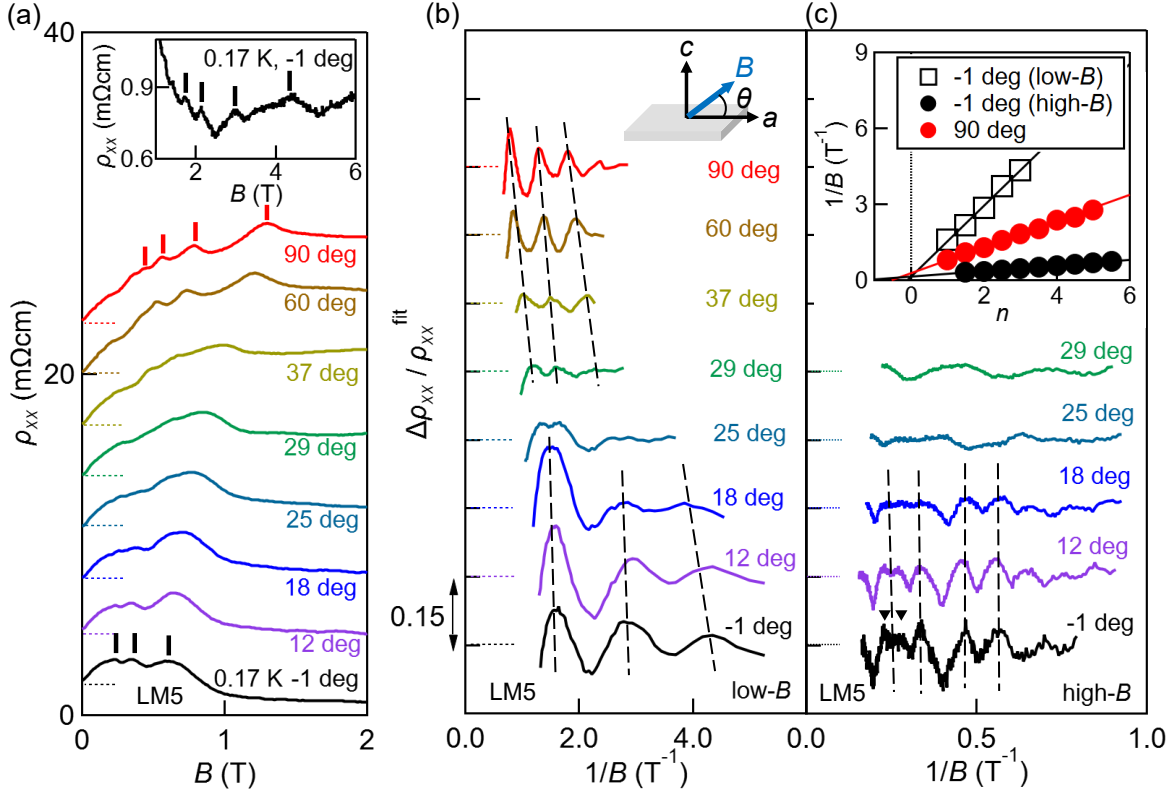 (a)
40
20
0
ρxx (mΩcm)
0.17 K, -1 deg
0.9
0.6
ρxx (mΩcm)
2
4
6
B (T)
90 deg
60 deg
37 deg
29 deg
25 deg
18 deg
12 deg
0.17 K -1 deg
LM5
0
1
2
B (T)
(b)
c
B
θ
a
Δρxx / ρxx^fit
90 deg
60 deg
37 deg
29 deg
25 deg
18 deg
12 deg
-1 deg
0.15
LM5
low-B
0.0
2.0
4.0
1/B (T⁻¹)
(c)
9
6
3
0
1/B (T⁻¹)
-1 deg (low-B)
-1 deg (high-B)
90 deg
0
2
4
6
n
29 deg
25 deg
18 deg
12 deg
-1 deg
LM5
high-B
0.0
0.5
1.0
1/B (T⁻¹)